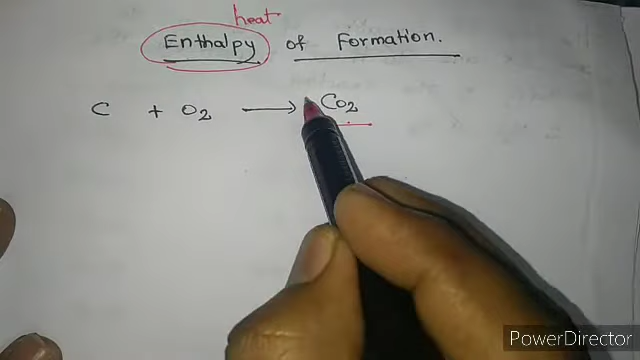 heat
Enthalpy of Formation.
C + O2 → CO2
PowerDirector